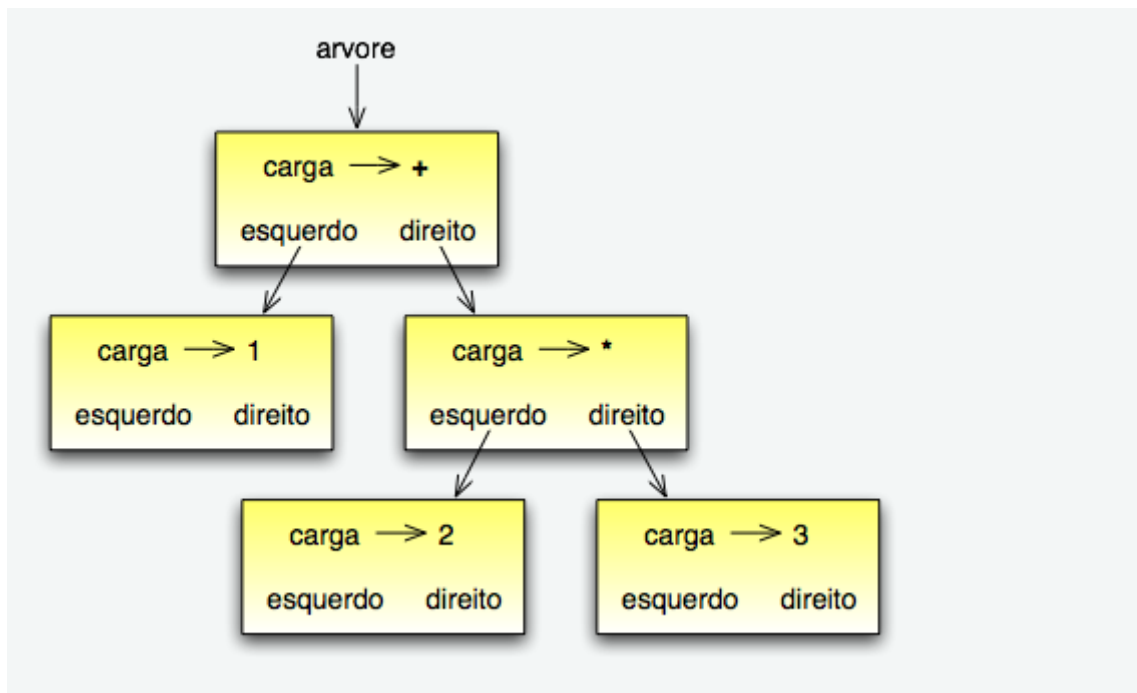 arvore
carga +
esquerdo direito
carga 1
esquerdo direito
carga *
esquerdo direito
carga 2
esquerdo direito
carga 3
esquerdo direito